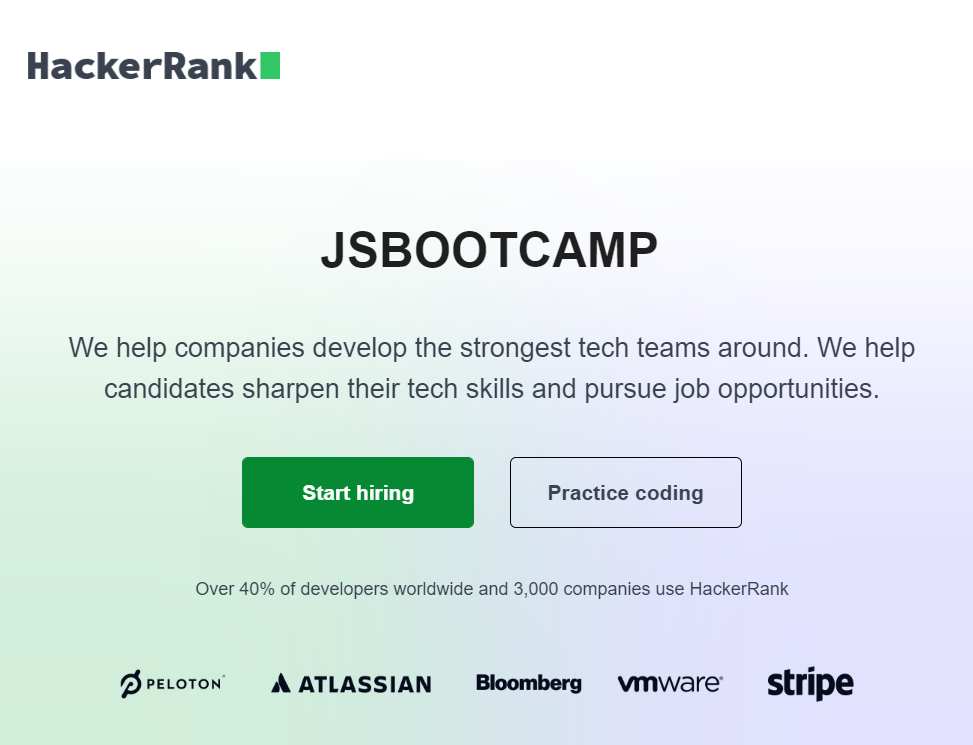 HackerRank
JSBOOTCAMP
We help companies develop the strongest tech teams around. We help
candidates sharpen their tech skills and pursue job opportunities.
Start hiring
Practice coding
Over 40% of developers worldwide and 3,000 companies use HackerRank
PELOTON
ATLASSIAN
Bloomberg
vmware
stripe